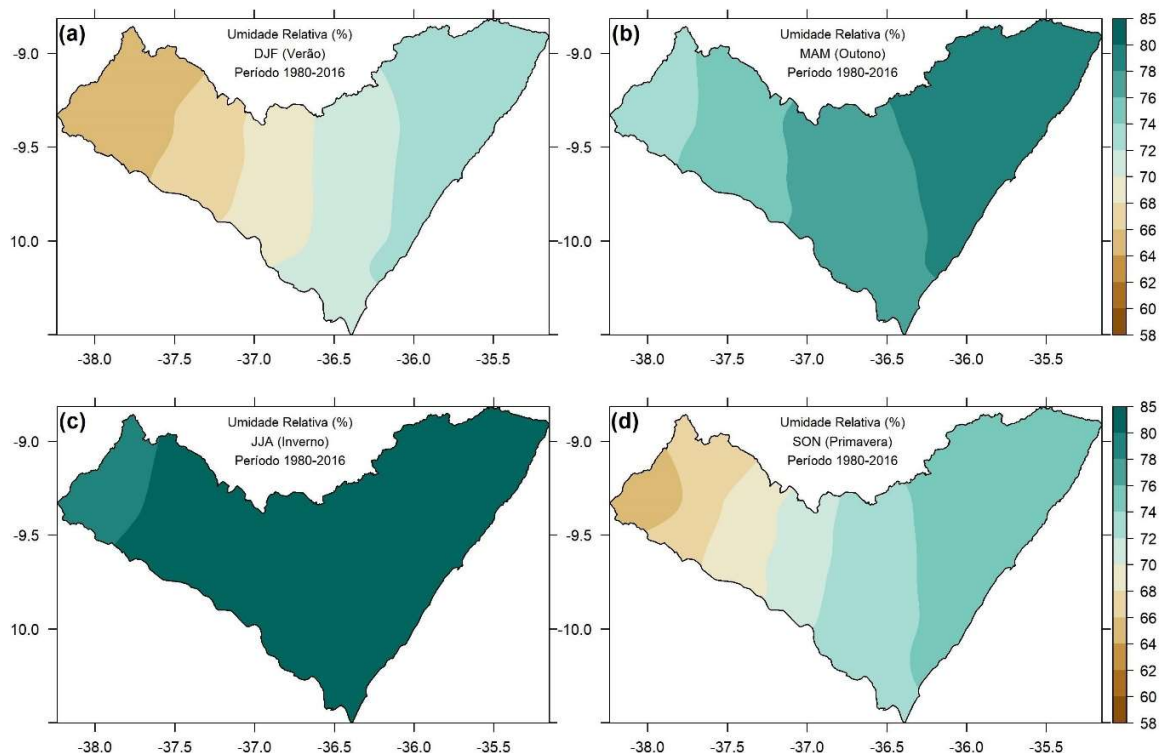 (a)
Umidade Relativa (%)
DJF (Verão)
Período 1980-2016
-9.0
-9.5
10.0
-38.0 -37.5 -37.0 -36.5 -36.0 -35.5
(b)
Umidade Relativa (%)
MAM (Outono)
Período 1980-2016
-9.0
-9.5
-10.0
-38.0 -37.5 -37.0 -36.5 -36.0 -35.5
85
80
78
76
74
72
70
68
66
64
62
60
58
(c)
Umidade Relativa (%)
JJA (Inverno)
Período 1980-2016
-9.0
-9.5
10.0
-38.0 -37.5 -37.0 -36.5 -36.0 -35.5
(d)
Umidade Relativa (%)
SON (Primavera)
Período 1980-2016
-9.0
-9.5
-10.0
-38.0 -37.5 -37.0 -36.5 -36.0 -35.5
85
80
78
76
74
72
70
68
66
64
62
60
58